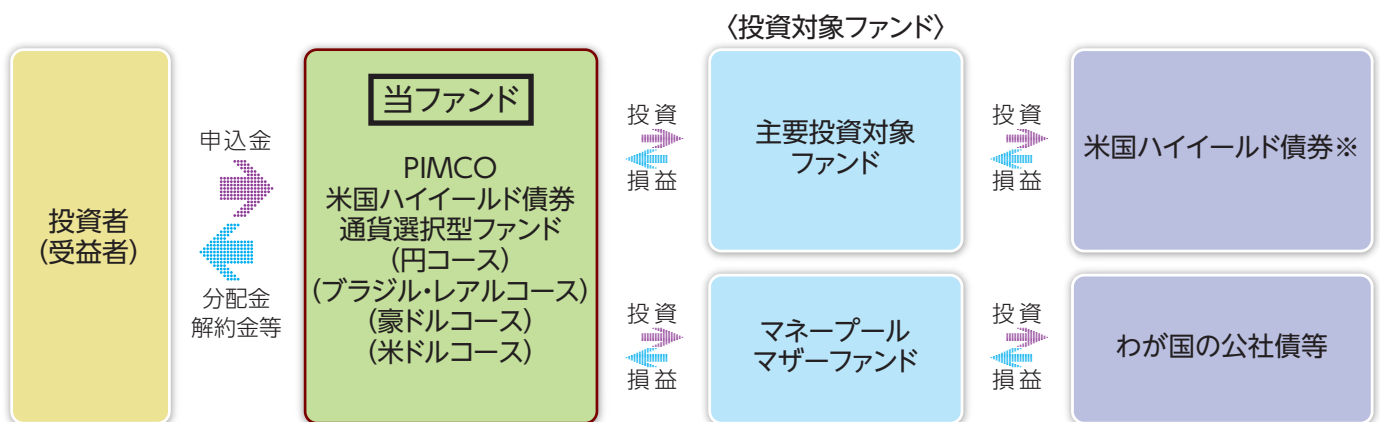 〈投資対象ファンド〉
投資者
(受益者)
申込金
分配金
解約金等
当ファンド
PIMCO
米国ハイイールド債券
通貨選択型ファンド
(円コース)
(ブラジル・レアルコース)
(豪ドルコース)
(米ドルコース)
投資
損益
主要投資対象
ファンド
投資
損益
米国ハイイールド債券※
投資
損益
マネープール
マザーファンド
投資
損益
わが国の公社債等